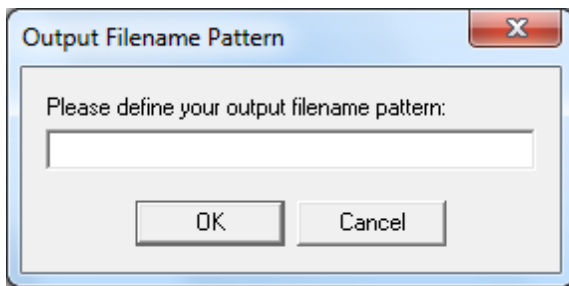 Output Filename Pattern
Please define your output filename pattern:
OK
Cancel